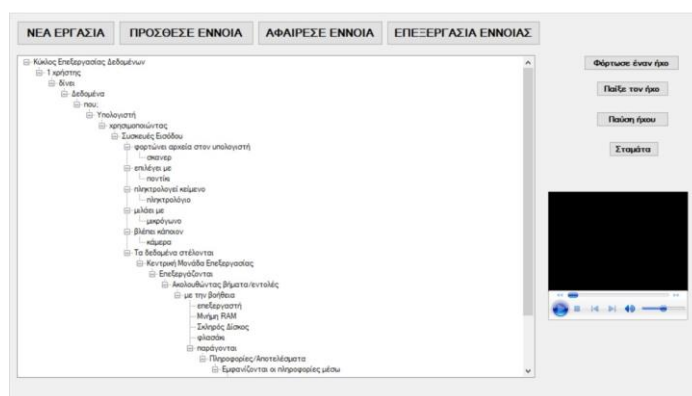 ΝΕΑ ΕΡΓΑΣΙΑ ΠΡΟΣΘΕΣΕ ΕΝΝΟΙΑ ΑΦΑΙΡΕΣΕ ΕΝΝΟΙΑ ΕΠΕΞΕΡΓΑΣΙΑ ΕΝΝΟΙΑΣ
Κύκλος Επεξεργασίας Δεδομένων
1 χρήστης
δίνει
Δεδομένα
που;
Υπολογιστή
χρησιμοποιώντας
Συσκευές Εισόδου
φορτώνει αρχεία στον υπολογιστή
σκανερ
επιλέγει με
ποντίκι
πληκτρολογεί κείμενο
πληκτρολόγιο
μιλάει με
μικρόγωνο
βλέπει κάποιον
κάμερα
Τα δεδομένα στέλονται
Κεντρική Μονάδα Επεξεργασίας
Επεξεργάζονται
Ακολουθώντας βήματα/εντολές
με την βοήθεια
επεξεργαστή
Μνήμη RAM
Σκληρός Δίσκος
φλασάκι
παράγονται
Πληροφορίες/Αποτελέσματα
Εμφανίζονται οι πληροφορίες μέσω
Φόρτωσε έναν ήχο
Παίξε τον ήχο
Παύση ήχου
Σταμάτα